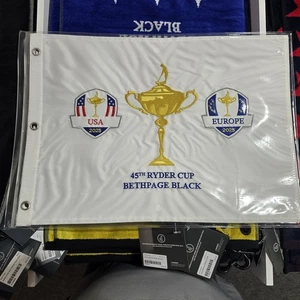 BLACK
USA
2025
EUROPE
2025
45TH RYDER CUP
BETHPAGE BLACK